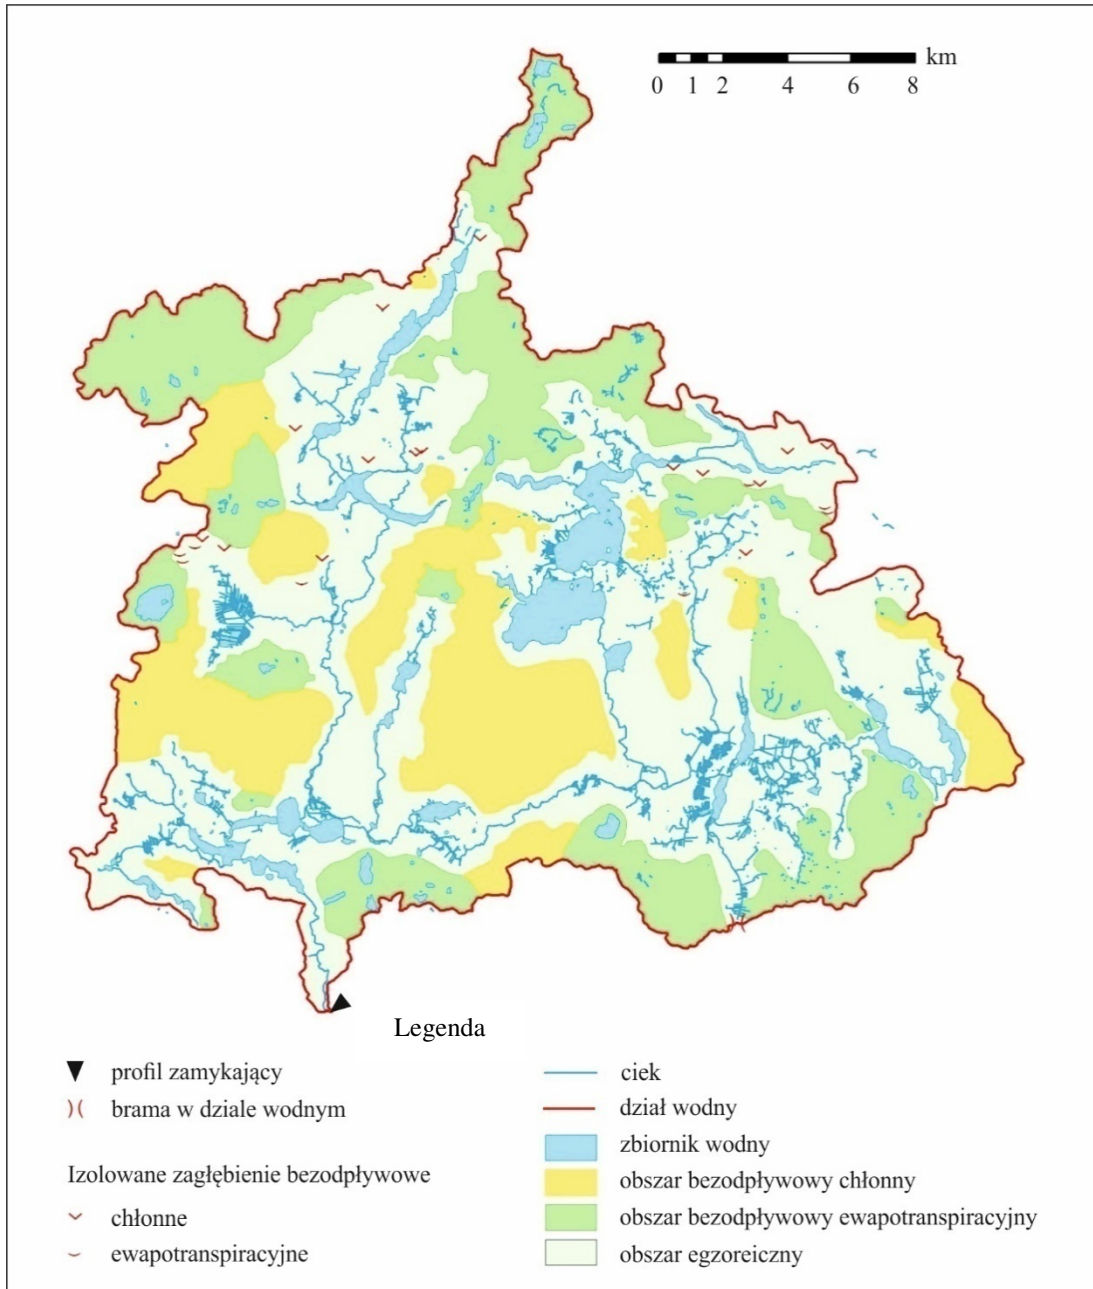 km
0 1 2 4 6 8
Legenda
profil zamykający
brama w dziale wodnym
Izolowane zagłębienie bezodpływowe
chłonne
ewapotranspiracyjne
ciek
dział wodny
zbiornik wodny
obszar bezodpływowy chłonny
obszar bezodpływowy ewapotranspiracyjny
obszar egzoreiczny